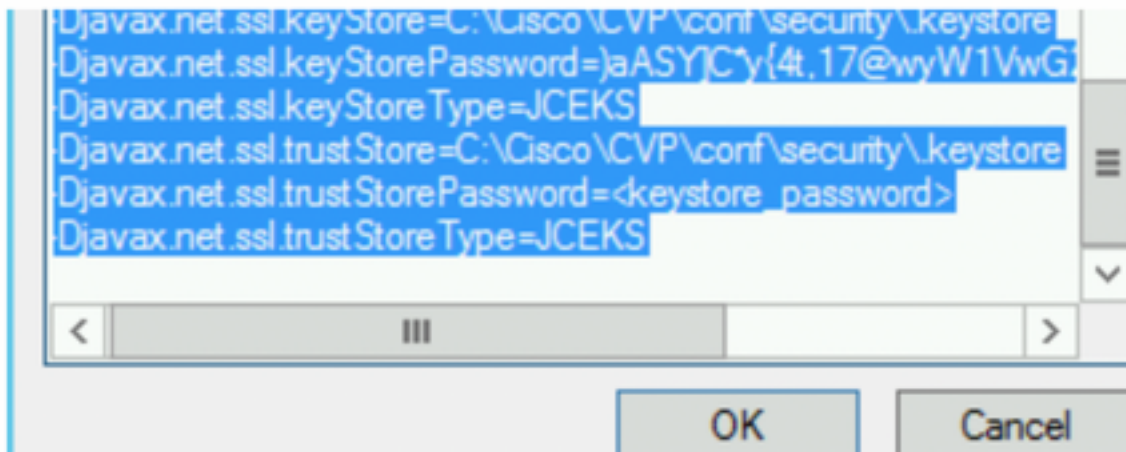 -Djavax.net.ssl.keyStore=C:\Cisco\CVP\conf\security\.keystore
-Djavax.net.ssl.keyStorePassword=)aASY]C*y{4t,17@wyW1VwG2
-Djavax.net.ssl.keyStoreType=JCEKS
-Djavax.net.ssl.trustStore=C:\Cisco\CVP\conf\security\.keystore
-Djavax.net.ssl.trustStorePassword=<keystore_password>
-Djavax.net.ssl.trustStoreType=JCEKS
OK Cancel